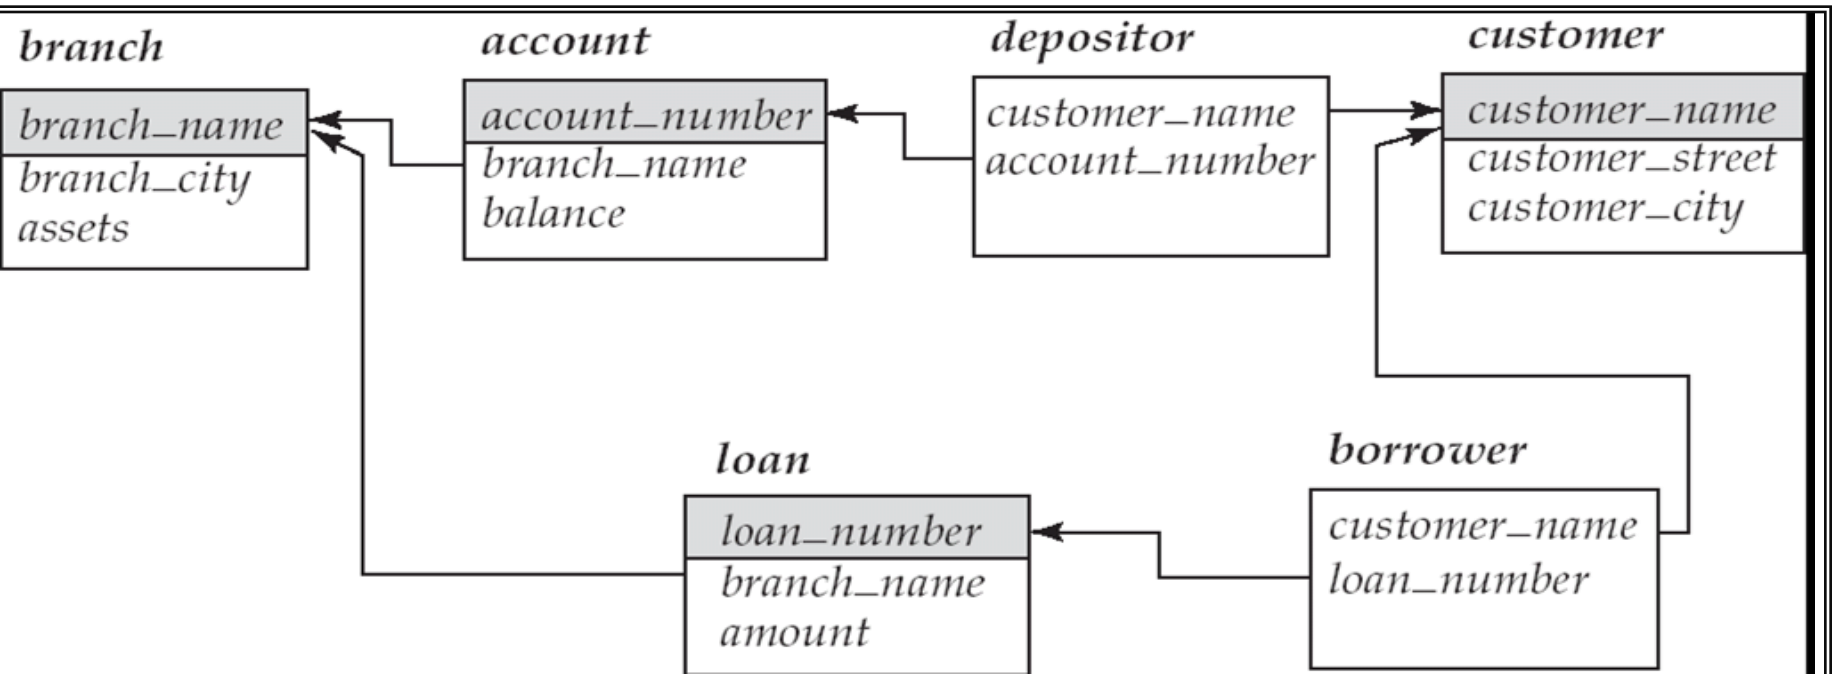 branch
branch_name
branch_city
assets
account
account_number
branch_name
balance
depositor
customer_name
account_number
customer
customer_name
customer_street
customer_city
loan
loan_number
branch_name
amount
borrower
customer_name
loan_number